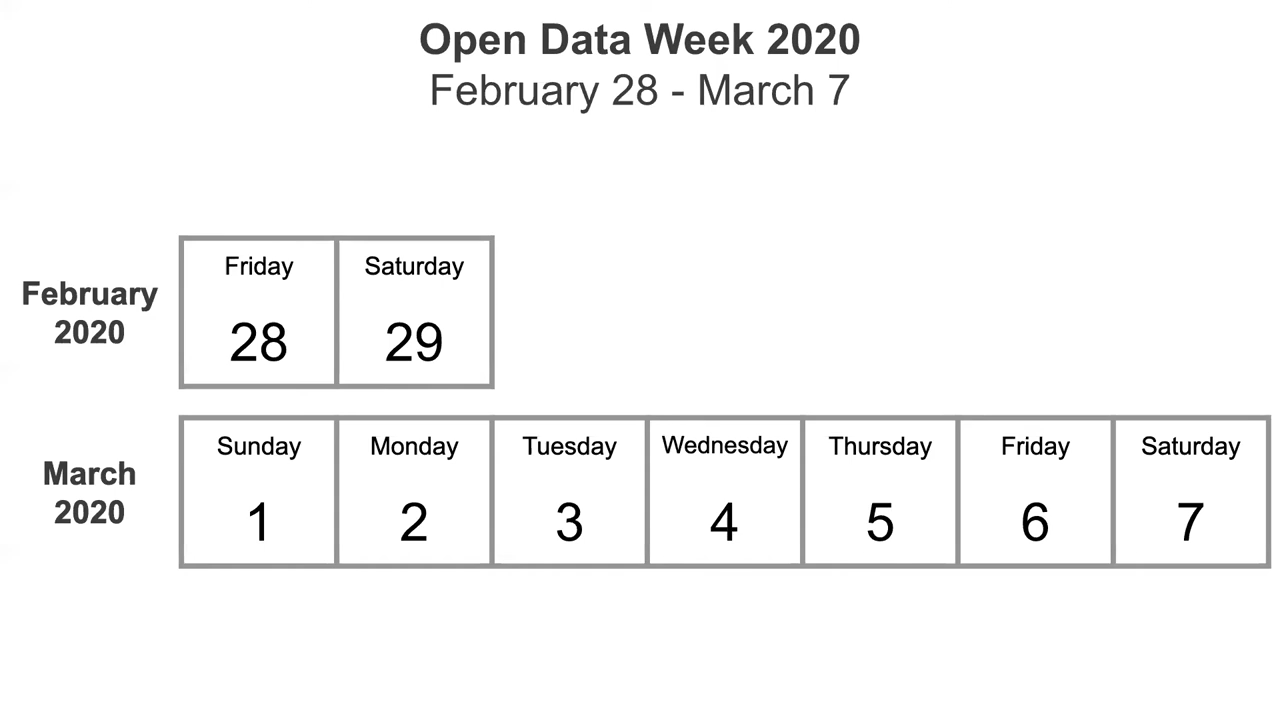 Open Data Week 2020
February 28 - March 7
February
2020
Friday
Saturday
28
29
March
2020
Sunday
Monday
Tuesday
Wednesday
Thursday
Friday
Saturday
1
2
3
4
5
6
7